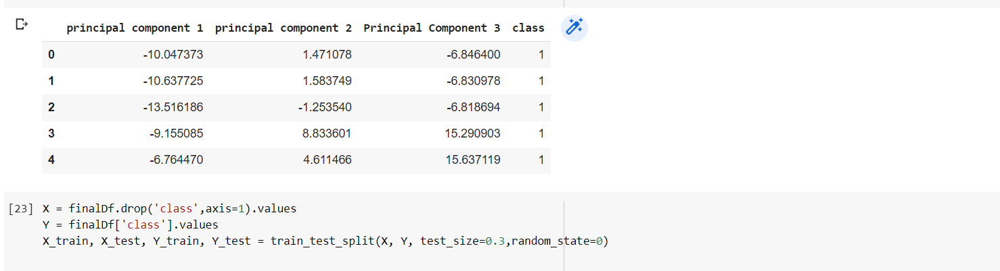 principal component 1 principal component 2 Principal Component 3 class
0 -10.047373 1.471078 -6.846400 1
1 -10.637725 1.583749 -6.830978 1
2 -13.516186 -1.253540 -6.818694 1
3 -9.155085 8.833601 15.290903 1
4 -6.764470 4.611466 15.637119 1
[23] X = finalDf.drop('class',axis=1).values
Y = finalDf['class'].values
X_train, X_test, Y_train, Y_test = train_test_split(X, Y, test_size=0.3,random_state=0)